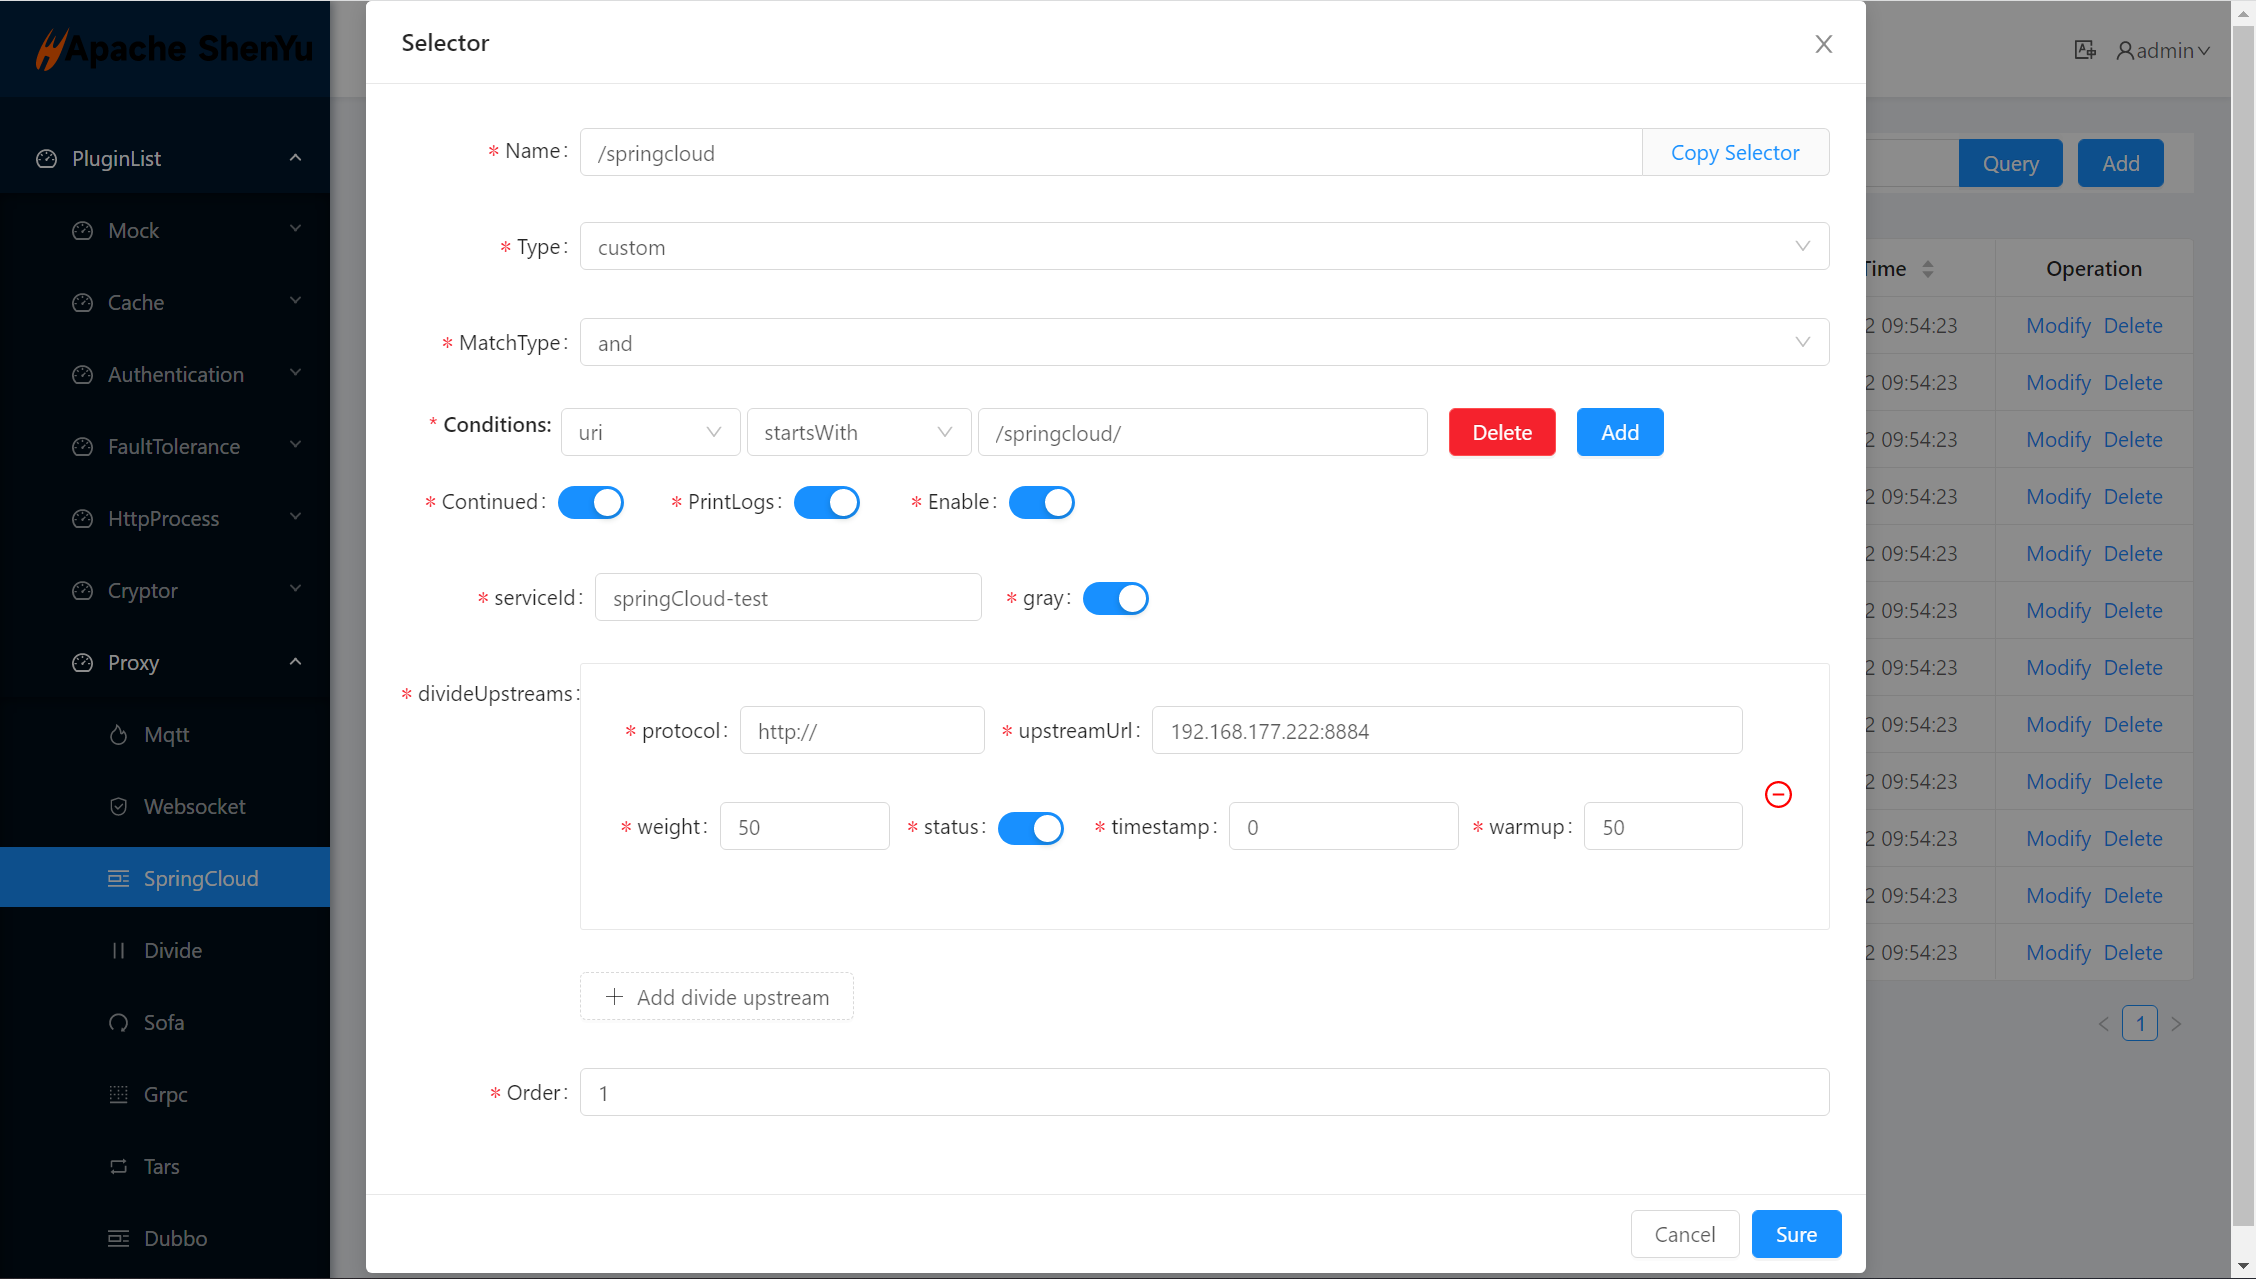 Apache ShenYu
PluginList
Mock
Cache
Authentication
FaultTolerance
HttpProcess
Cryptor
Proxy
Mqtt
Websocket
SpringCloud
Divide
Sofa
Grpc
Tars
Dubbo
Selector
* Name: /springcloud Copy Selector
* Type: custom
* MatchType: and
* Conditions: uri startsWith /springcloud/ Delete Add
* Continued: * PrintLogs: * Enable:
* serviceId: springCloud-test * gray:
* divideUpstreams:
* protocol: http:// * upstreamUrl: 192.168.177.222:8884
* weight: 50 * status: * timestamp: 0 * warmup: 50
+ Add divide upstream
* Order: 1
Cancel Sure
admin
Query Add
Time Operation
2 09:54:23 Modify Delete
2 09:54:23 Modify Delete
2 09:54:23 Modify Delete
2 09:54:23 Modify Delete
2 09:54:23 Modify Delete
2 09:54:23 Modify Delete
2 09:54:23 Modify Delete
2 09:54:23 Modify Delete
2 09:54:23 Modify Delete
2 09:54:23 Modify Delete
2 09:54:23 Modify Delete
2 09:54:23 Modify Delete
< 1 >